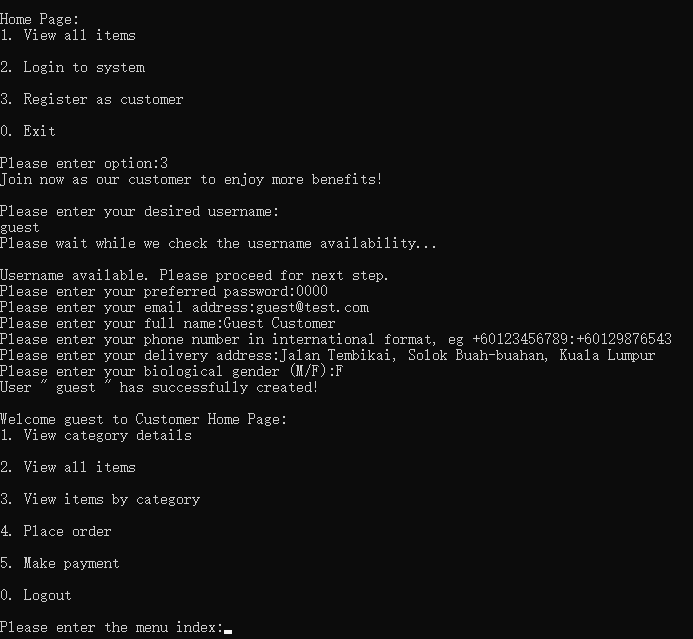 Home Page:
1. View all items
2. Login to system
3. Register as customer
0. Exit
Please enter option:3
Join now as our customer to enjoy more benefits!
Please enter your desired username:
guest
Please wait while we check the username availability...
Username available. Please proceed for next step.
Please enter your preferred password:0000
Please enter your email address:guest@test.com
Please enter your full name:Guest Customer
Please enter your phone number in international format, eg +60123456789:+60129876543
Please enter your delivery address:Jalan Tembikai, Solok Buah-buahan, Kuala Lumpur
Please enter your biological gender (M/F):F
User " guest " has successfully created!
Welcome guest to Customer Home Page:
1. View category details
2. View all items
3. View items by category
4. Place order
5. Make payment
0. Logout
Please enter the menu index: